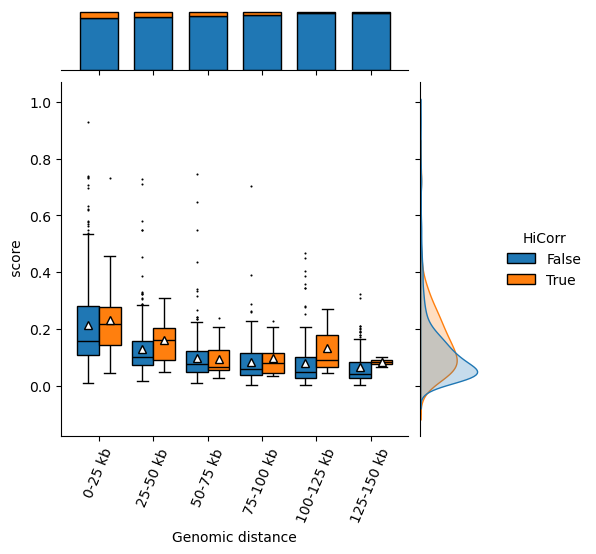 1.0
0.8
0.6
0.4
0.2
0.0
score
0-25 kb
25-50 kb
50-75 kb
75-100 kb
100-125 kb
125-150 kb
Genomic distance
HiCorr
False
True